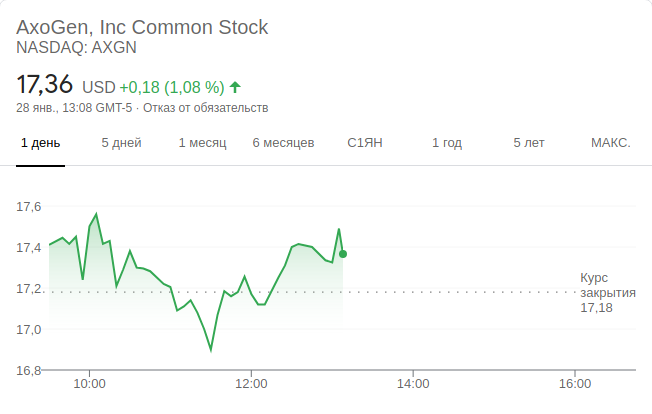 AxoGen, Inc Common Stock
NASDAQ: AXGN
17,36 USD +0,18 (1,08 %)
28 янв., 13:08 GMT-5 · Отказ от обязательств
1 день 5 дней 1 месяц 6 месяцев С1ЯН 1 год 5 лет МАКС.
17,6
17,4
17,2
17,0
16,8
Курс
закрытия
17,18
10:00 12:00 14:00 16:00